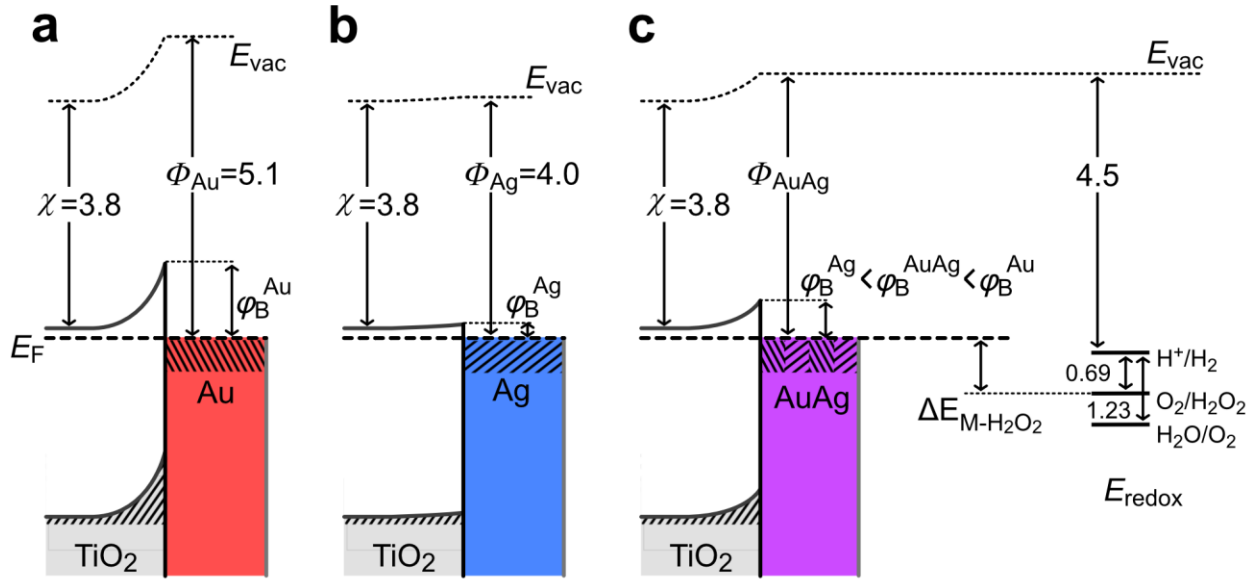 a
E_vac
Φ_Au=5.1
χ=3.8
φ_B^Au
E_F
Au
TiO₂
b
E_vac
Φ_Ag=4.0
χ=3.8
φ_B^Ag
Ag
TiO₂
c
E_vac
Φ_AuAg
4.5
χ=3.8
φ_B^Ag<φ_B^AuAg<φ_B^Au
AuAg
TiO₂
ΔE_M-H₂O₂
H⁺/H₂
0.69
O₂/H₂O₂
1.23
H₂O/O₂
E_redox